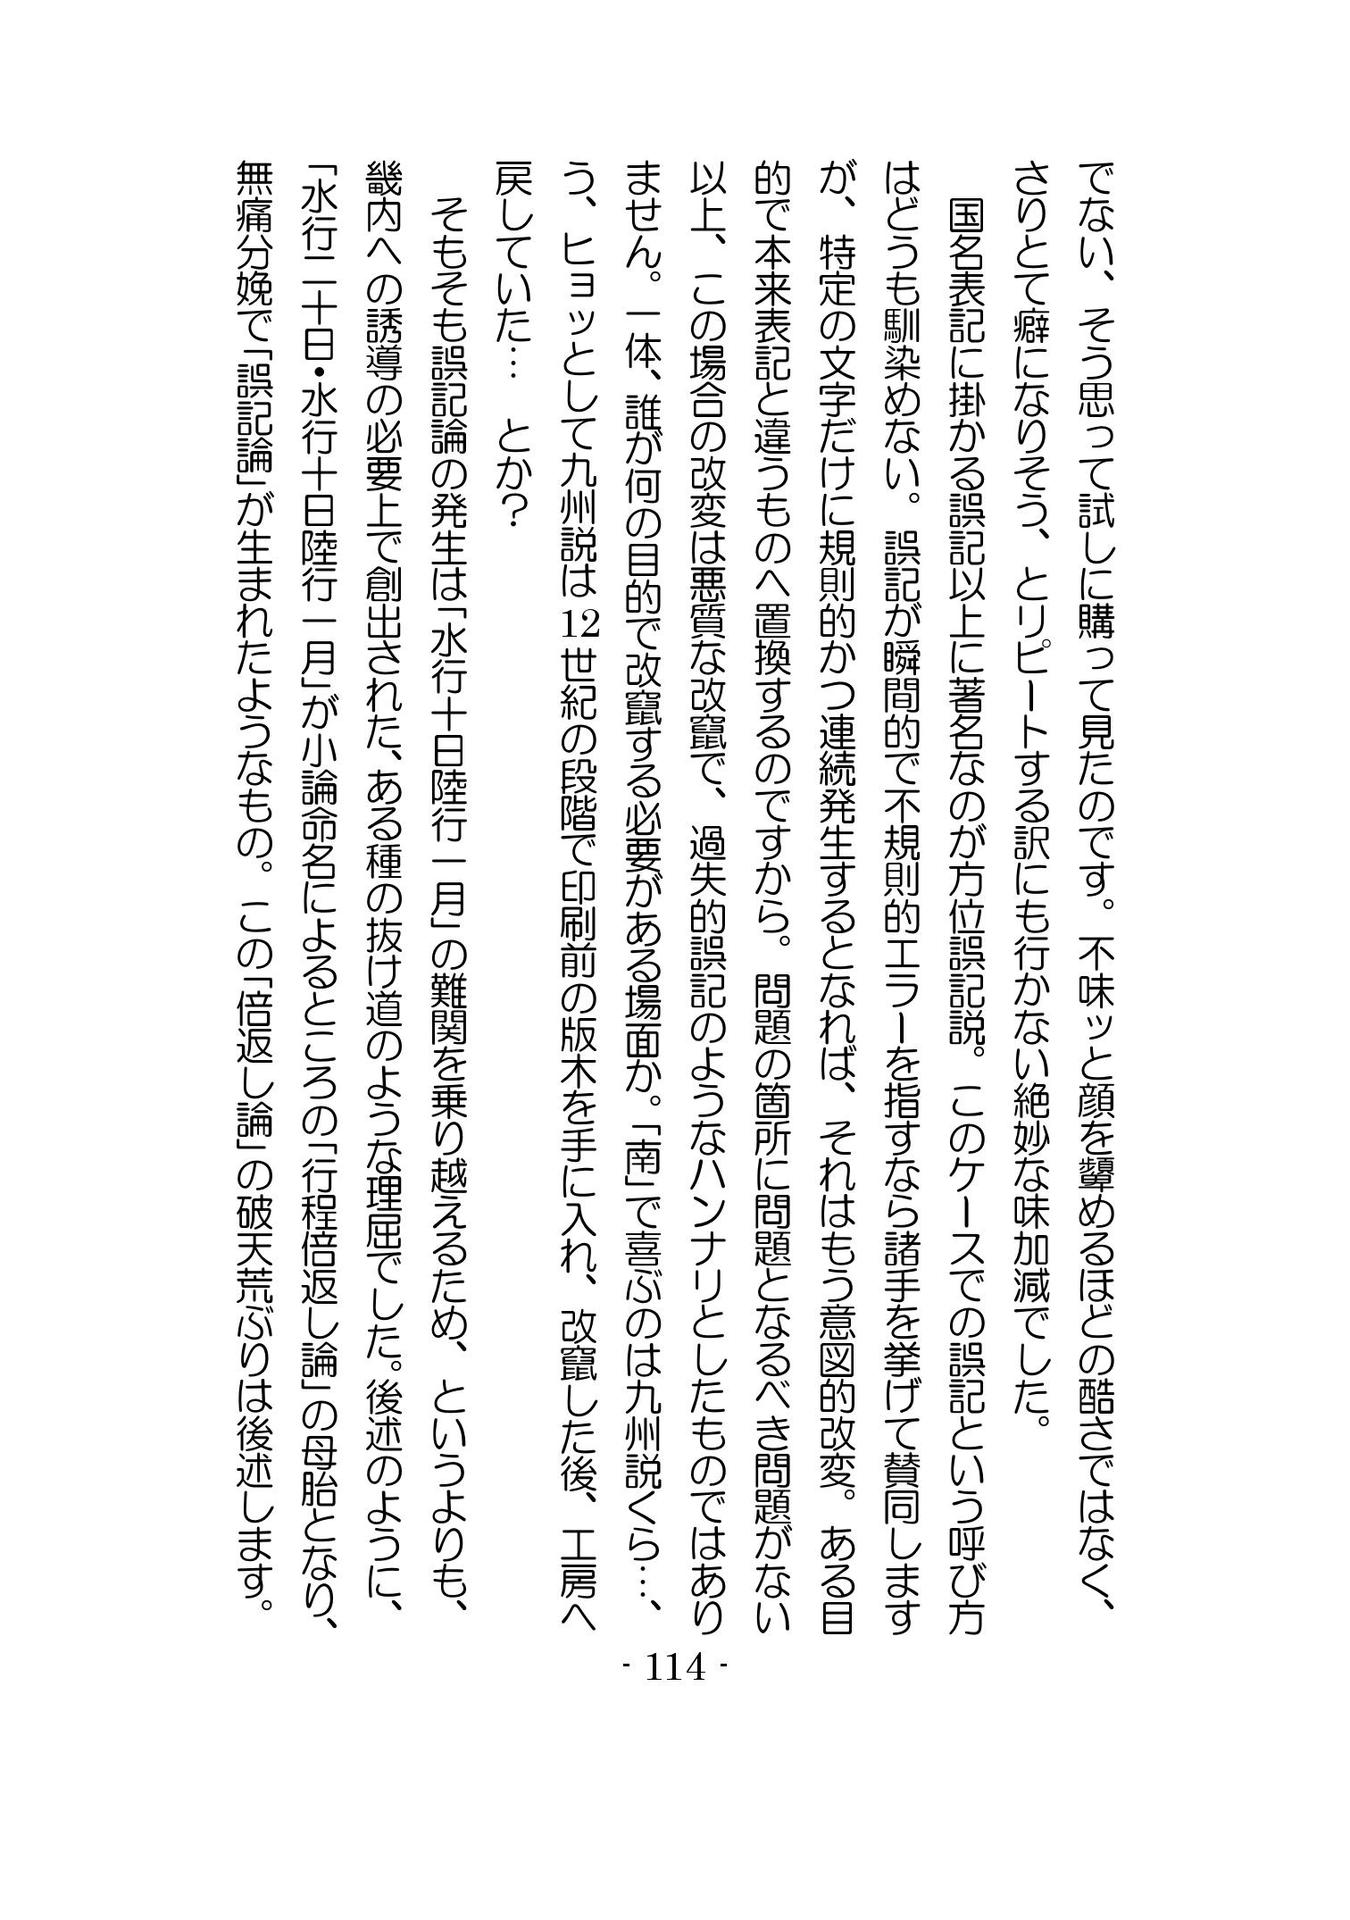 でない、そう思って試しに購って見たのです。不味ッと顔を顰めるほどの酷さではなく、
さりとて癖になりそう、とリピートする訳にも行かない絶妙な味加減でした。
　国名表記に掛かる誤記以上に著名なのが方位誤記説。このケースでの誤記という呼び方
はどうも馴染めない。誤記が瞬間的で不規則的エラーを指すなら諸手を挙げて賛同します
が、特定の文字だけに規則的かつ連続発生するとなれば、それはもう意図的改変。ある目
的で本来表記と違うものへ置換するのですから。問題の箇所に問題となるべき問題がない
以上、この場合の改変は悪質な改竄で、過失的誤記のようなハンナリとしたものではあり
ません。一体、誰が何の目的で改竄する必要がある場面か。「南」で喜ぶのは九州説くら…、
う、ヒョッとして九州説は12世紀の段階で印刷前の版木を手に入れ、改竄した後、工房へ
戻していた…　とか？
　そもそも誤記論の発生は「水行十日陸行一月」の難関を乗り越えるため、というよりも、
畿内への誘導の必要上で創出された、ある種の抜け道のような理屈でした。後述のように、
「水行二十日・水行十日陸行一月」が小論命名によるところの「行程倍返し論」の母胎となり、
無痛分娩で「誤記論」が生まれたようなもの。この「倍返し論」の破天荒ぶりは後述します。
- 114 -